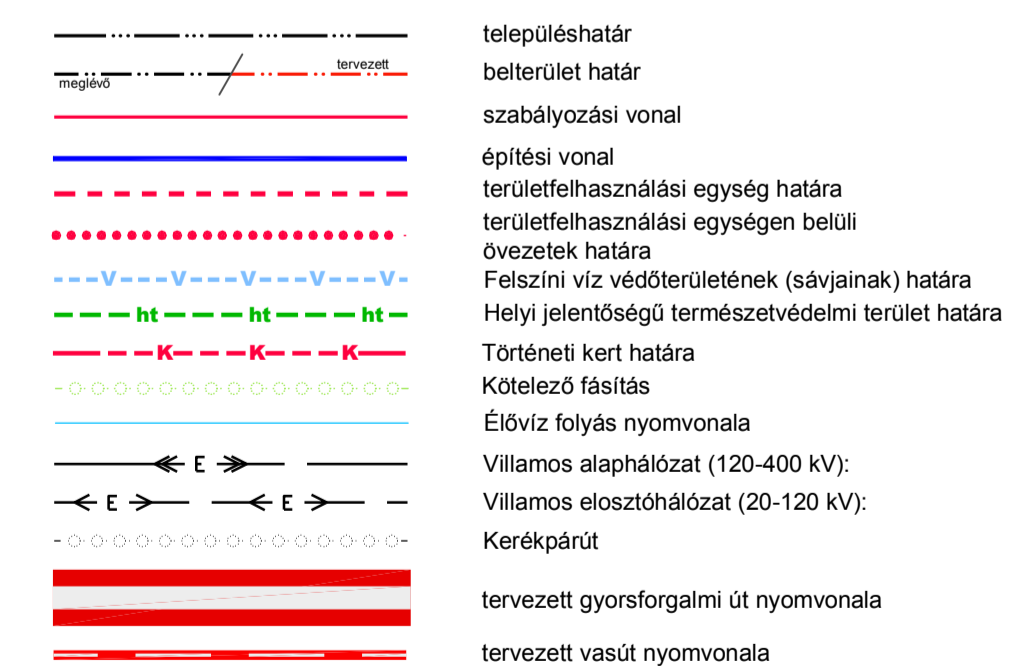 településhatár
meglévő
tervezett
belterület határ
szabályozási vonal
építési vonal
területfelhasználási egység határa
területfelhasználási egységen belüli
övezetek határa
V V V V V
Felszíni víz védőterületének (sávjainak) határa
ht ht ht
Helyi jelentőségű természetvédelmi terület határa
K K K
Történeti kert határa
Kötelező fásítás
Élővíz folyás nyomvonala
E
Villamos alaphálózat (120-400 kV):
E E
Villamos elosztóhálózat (20-120 kV):
Kerékpárút
tervezett gyorsforgalmi út nyomvonala
tervezett vasút nyomvonala